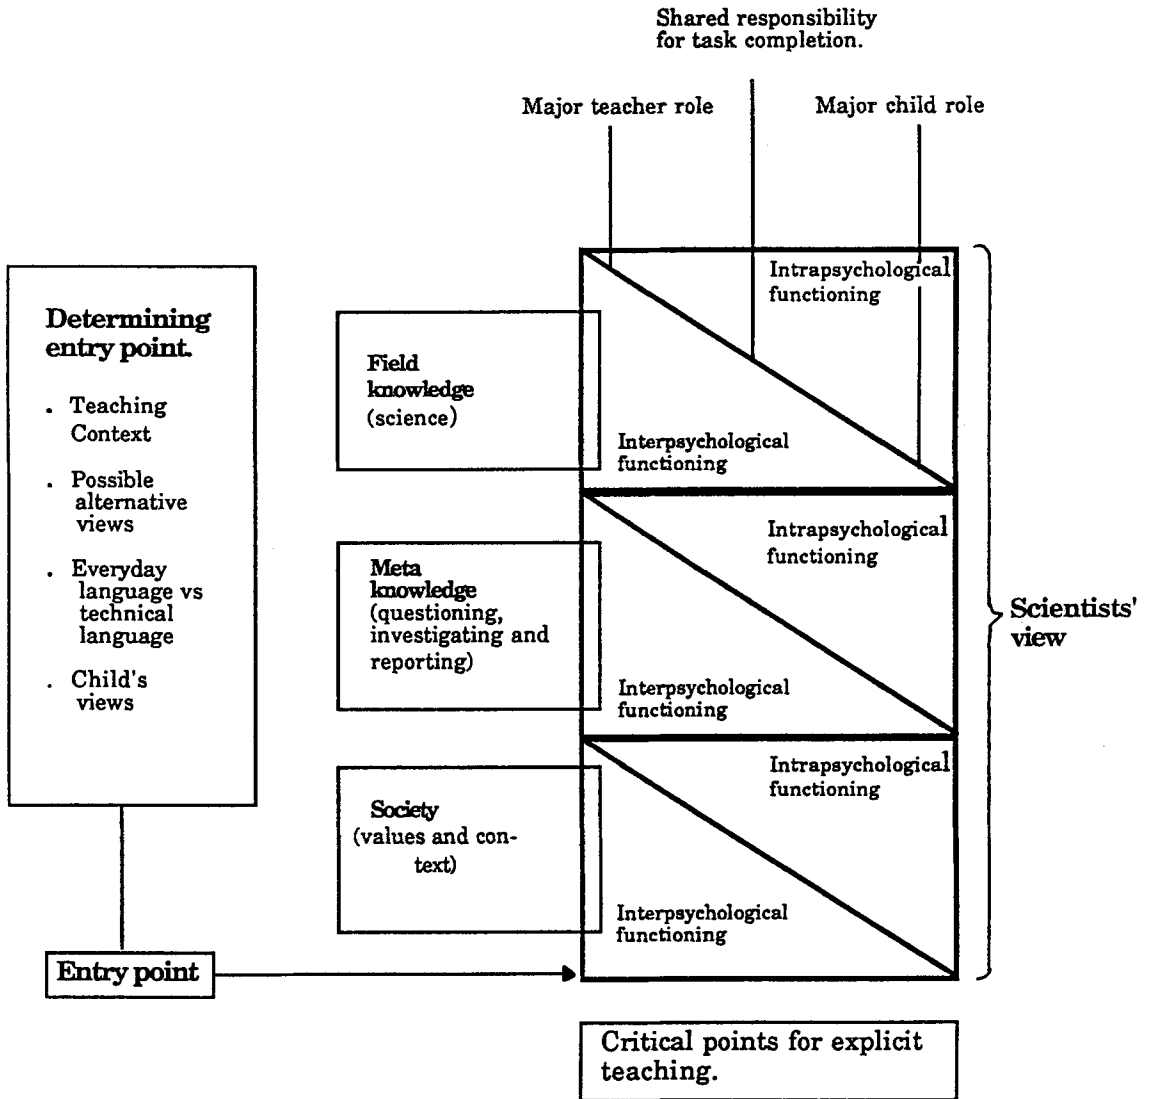 Shared responsibility
for task completion.
Major teacher role
Major child role
Determining
entry point.
. Teaching
Context
. Possible
alternative
views
. Everyday
language vs
technical
language
. Child's
views
Entry point
Field
knowledge
(science)
Intrapsychological
functioning
Interpsychological
functioning
Meta
knowledge
(questioning,
investigating and
reporting)
Intrapsychological
functioning
Interpsychological
functioning
Society
(values and con-
text)
Intrapsychological
functioning
Interpsychological
functioning
Scientists'
view
Critical points for explicit
teaching.